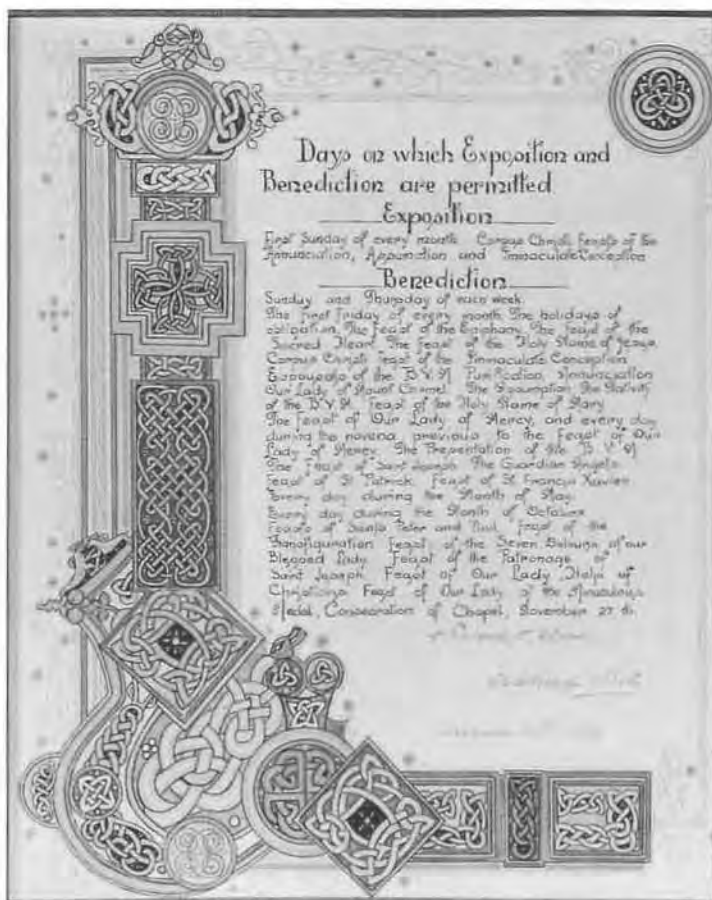 Days on which Exposition and
Benediction are permitted
Exposition
First Sunday of every month Corpus Christi Feasts of the
Annunciation, Assumption and Immaculate Conception
Benediction
Sunday and Thursday of each week.
The first Friday of every month The holidays of
obligation, The Feast of the Epiphany, The Feast of the
Sacred Heart, The Feast of the Holy Name of Jesus,
Corpus Christi Feast of the Immaculate Conception
Espousals of the B.V.M Purification, Annunciation
Our Lady of Mount Carmel. The Assumption The Nativity
of the B.V.M. Feast of the Holy Name of Mary
The Feast of Our Lady of Mercy, and every day
during the novena previous to the Feast of Our
Lady of Mercy. The Presentation of the B.V.M
The Feast of Saint Joseph The Guardian Angels
Feast of St Patrick. Feast of St Francis Xavier
Every day during the Month of May
Every day during the Month of October
Feasts of Saints Peter and Paul, Feast of the
Transfiguration Feast of the Seven Dolours of our
Blessed Lady. Feast of the Patronage of
Saint Joseph. Feast of Our Lady Help of
Christians Feast of Our Lady of the Miraculous
Medal, Consecration of Chapel, November 27 th.